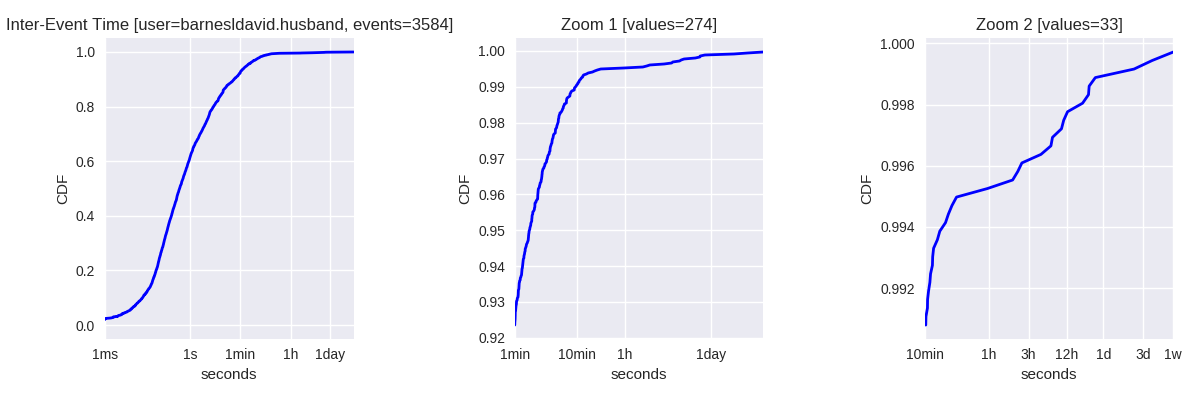 Inter-Event Time [user=barnesldavid.husband, events=3584]
1.0
0.8
0.6
0.4
0.2
0.0
CDF
1ms 1s 1min 1h 1day
seconds
Zoom 1 [values=274]
1.00
0.99
0.98
0.97
0.96
0.95
0.94
0.93
0.92
CDF
1min 10min 1h 1day
seconds
Zoom 2 [values=33]
1.000
0.998
0.996
0.994
0.992
CDF
10min 1h 3h 12h 1d 3d 1w
seconds